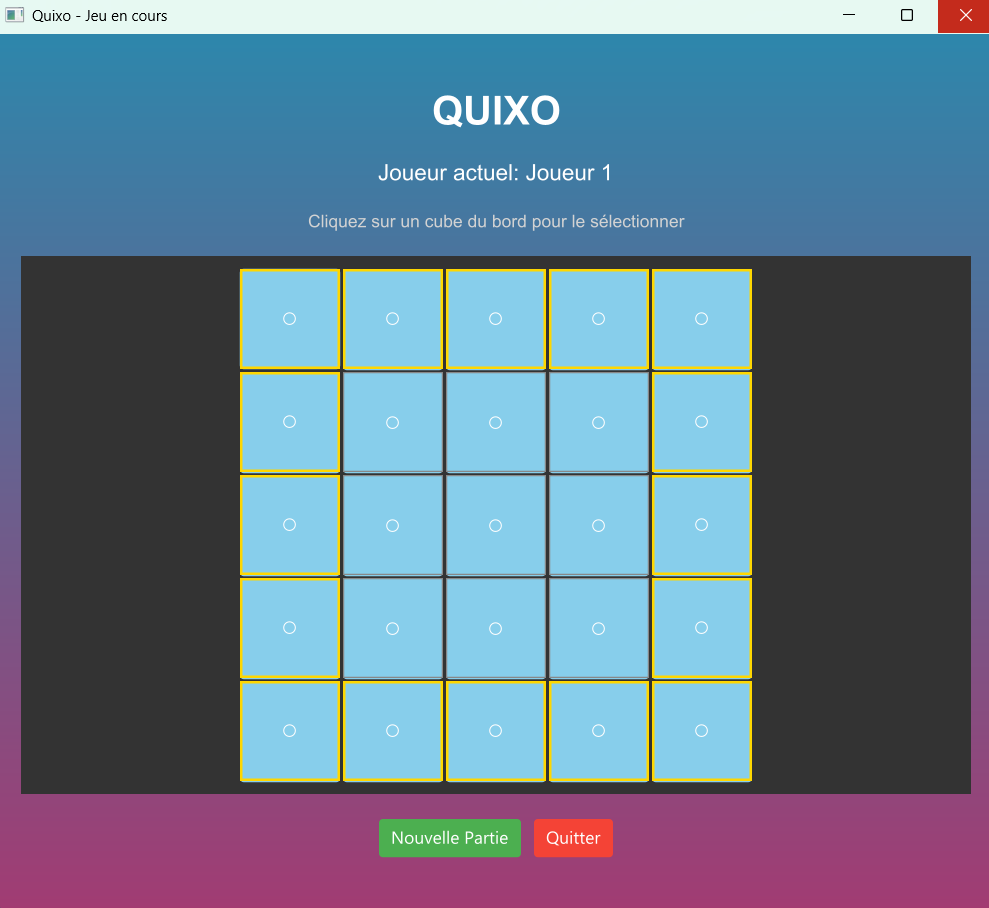 Quixo - Jeu en cours
QUIXO
Joueur actuel: Joueur 1
Cliquez sur un cube du bord pour le sélectionner
Nouvelle Partie
Quitter